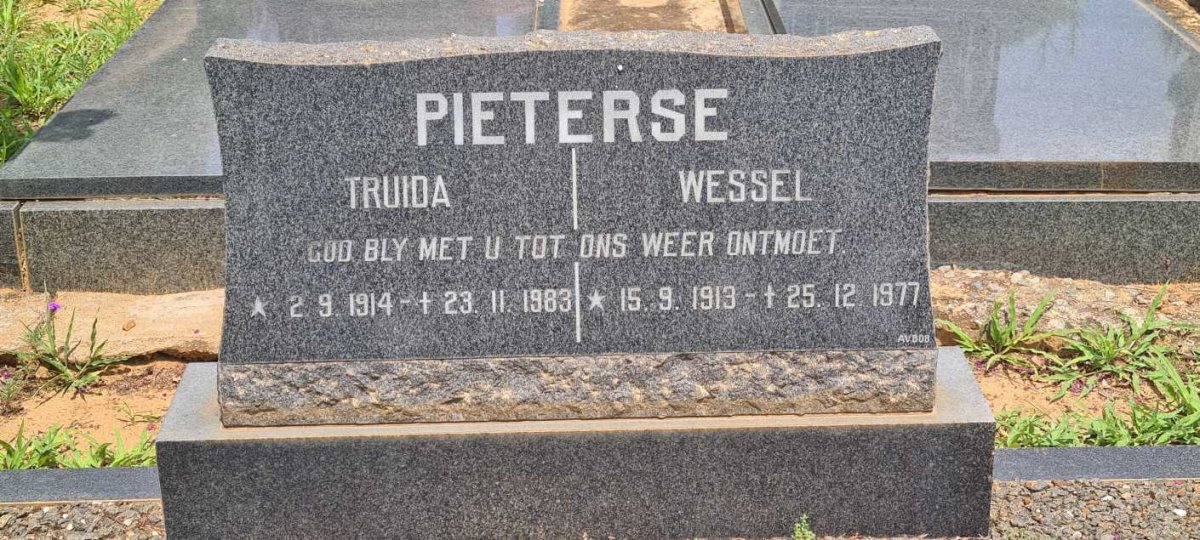 PIETERSE
TRUIDA WESSEL
GOD BLY MET U TOT ONS WEER ONTMOET.
★ 2. 9. 1914 - † 23. 11. 1983 ★ 15. 9. 1913 - † 25. 12 1977
AVBOB